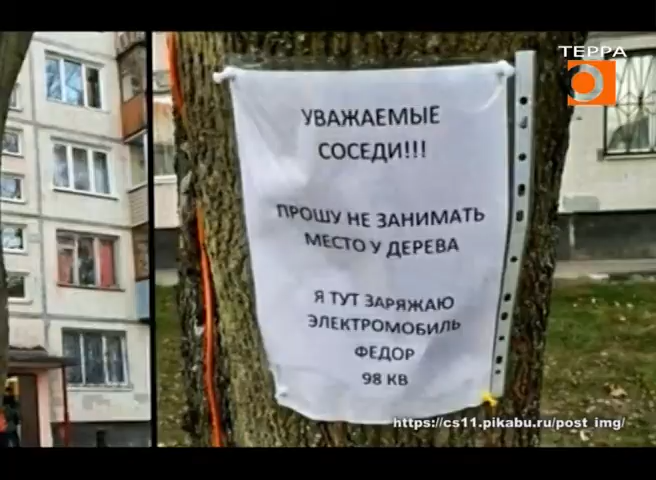 ТЕРРА
УВАЖАЕМЫЕ
СОСЕДИ!!!
ПРОШУ НЕ ЗАНИМАТЬ
МЕСТО У ДЕРЕВА
Я ТУТ ЗАРЯЖАЮ
ЭЛЕКТРОМОБИЛЬ
ФЕДОР
98 КВ
https://cs11.pikabu.ru/post_img/